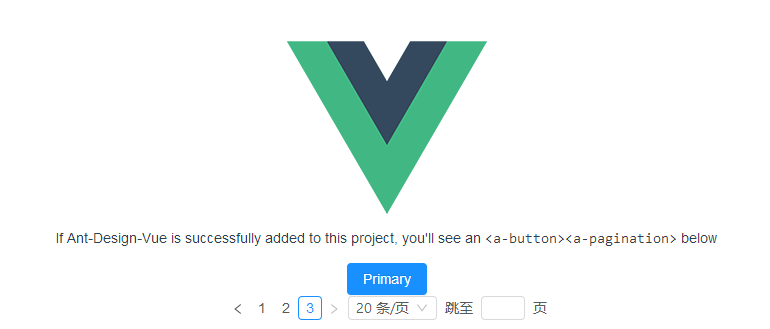 If Ant-Design-Vue is successfully added to this project, you'll see an <a-button><a-pagination> below
Primary
1 2 3 20 条/页 跳至 页